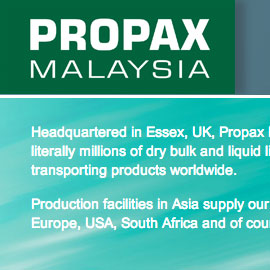 PROPAX
MALAYSIA
Headquartered in Essex, UK, Propax
literally millions of dry bulk and liquid
transporting products worldwide.
Production facilities in Asia supply our
Europe, USA, South Africa and of